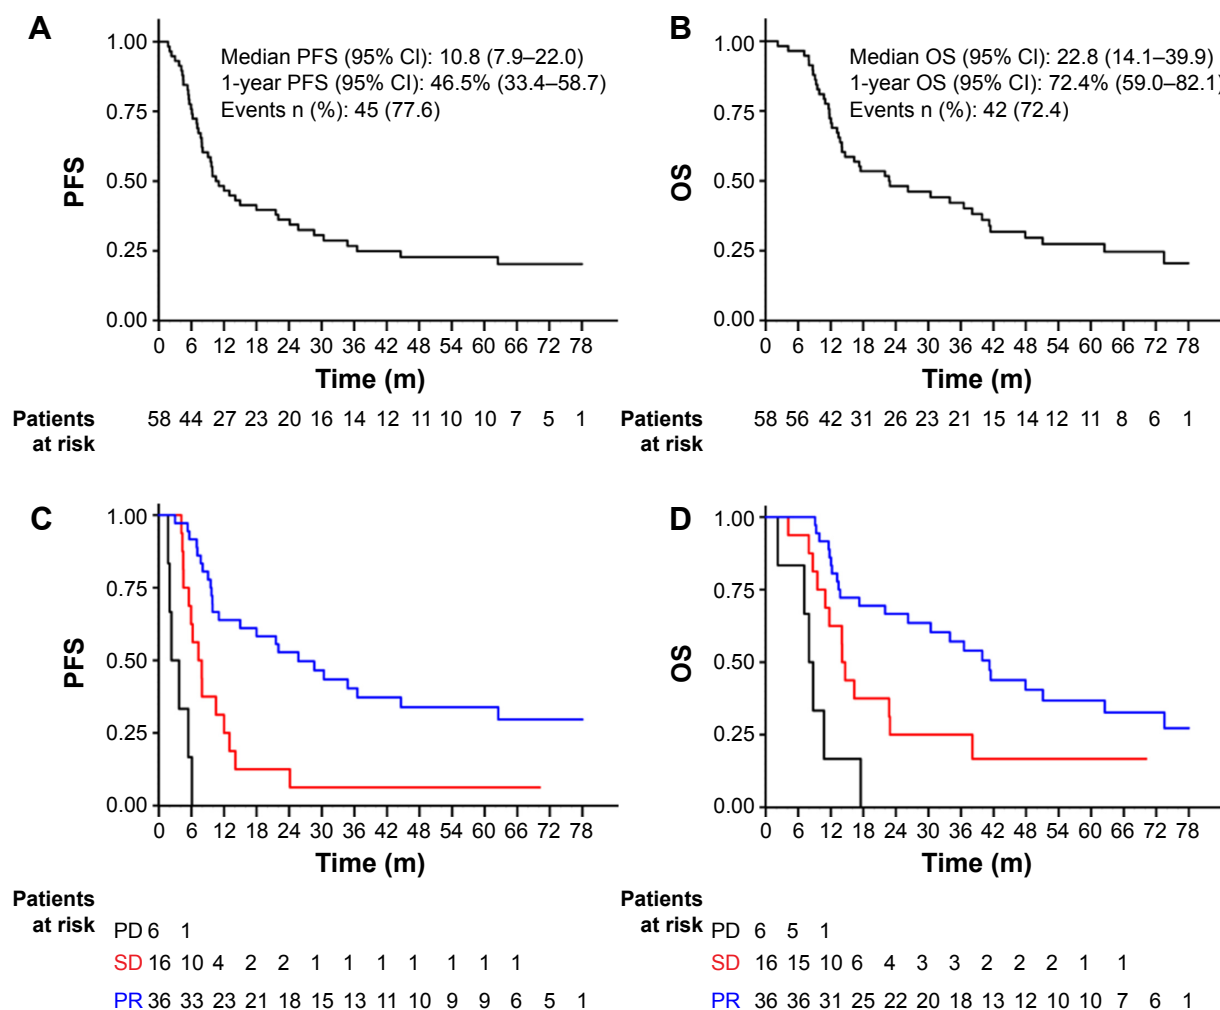 A
Median PFS (95% CI): 10.8 (7.9–22.0)
1-year PFS (95% CI): 46.5% (33.4–58.7)
Events n (%): 45 (77.6)
1.00
0.75
0.50
0.25
0.00
PFS
0 6 12 18 24 30 36 42 48 54 60 66 72 78
Time (m)
Patients
at risk
58 44 27 23 20 16 14 12 11 10 10 7 5 1
B
Median OS (95% CI): 22.8 (14.1–39.9)
1-year OS (95% CI): 72.4% (59.0–82.1)
Events n (%): 42 (72.4)
1.00
0.75
0.50
0.25
0.00
OS
0 6 12 18 24 30 36 42 48 54 60 66 72 78
Time (m)
Patients
at risk
58 56 42 31 26 23 21 15 14 12 11 8 6 1
C
1.00
0.75
0.50
0.25
0.00
PFS
0 6 12 18 24 30 36 42 48 54 60 66 72 78
Time (m)
Patients
at risk
PD 6 1
SD 16 10 4 2 2 1 1 1 1 1 1 1
PR 36 33 23 21 18 15 13 11 10 9 9 6 5 1
D
1.00
0.75
0.50
0.25
0.00
OS
0 6 12 18 24 30 36 42 48 54 60 66 72 78
Time (m)
Patients
at risk
PD 6 5 1
SD 16 15 10 6 4 3 3 2 2 2 1 1
PR 36 36 31 25 22 20 18 13 12 10 10 7 6 1